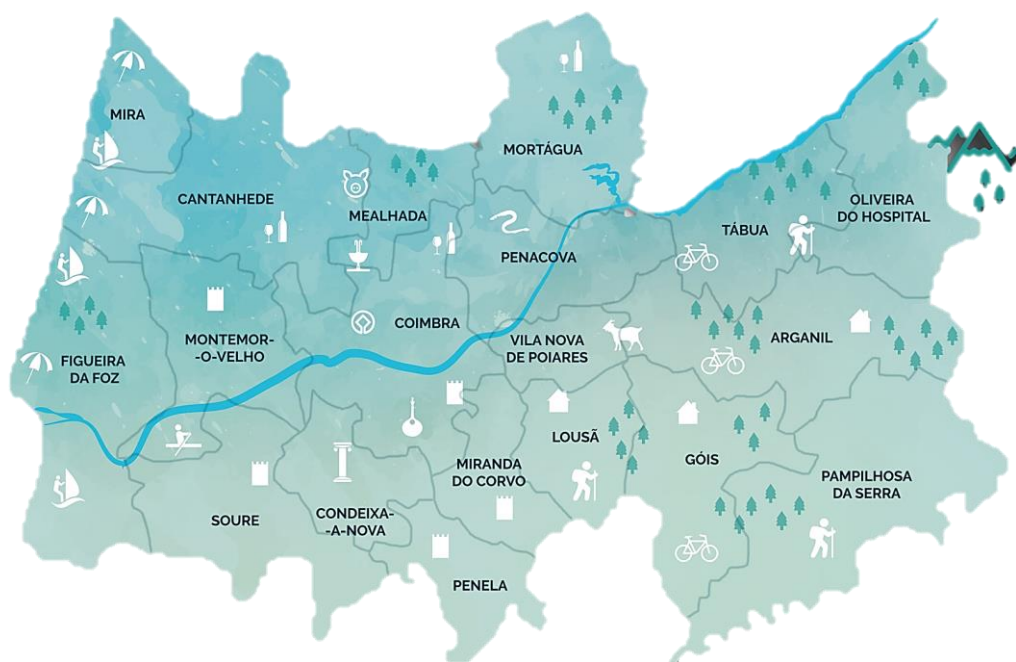 MIRA
MORTÁGUA
CANTANHEDE
MEALHADA
OLIVEIRA
DO HOSPITAL
TÁBUA
PENACOVA
COIMBRA
MONTEMOR-
-O-VELHO
VILA NOVA
DE POIARES
ARGANIL
FIGUEIRA
DA FOZ
LOUSÃ
GÓIS
MIRANDA
DO CORVO
PAMPILHOSA
DA SERRA
SOURE
CONDEIXA-
-A-NOVA
PENELA